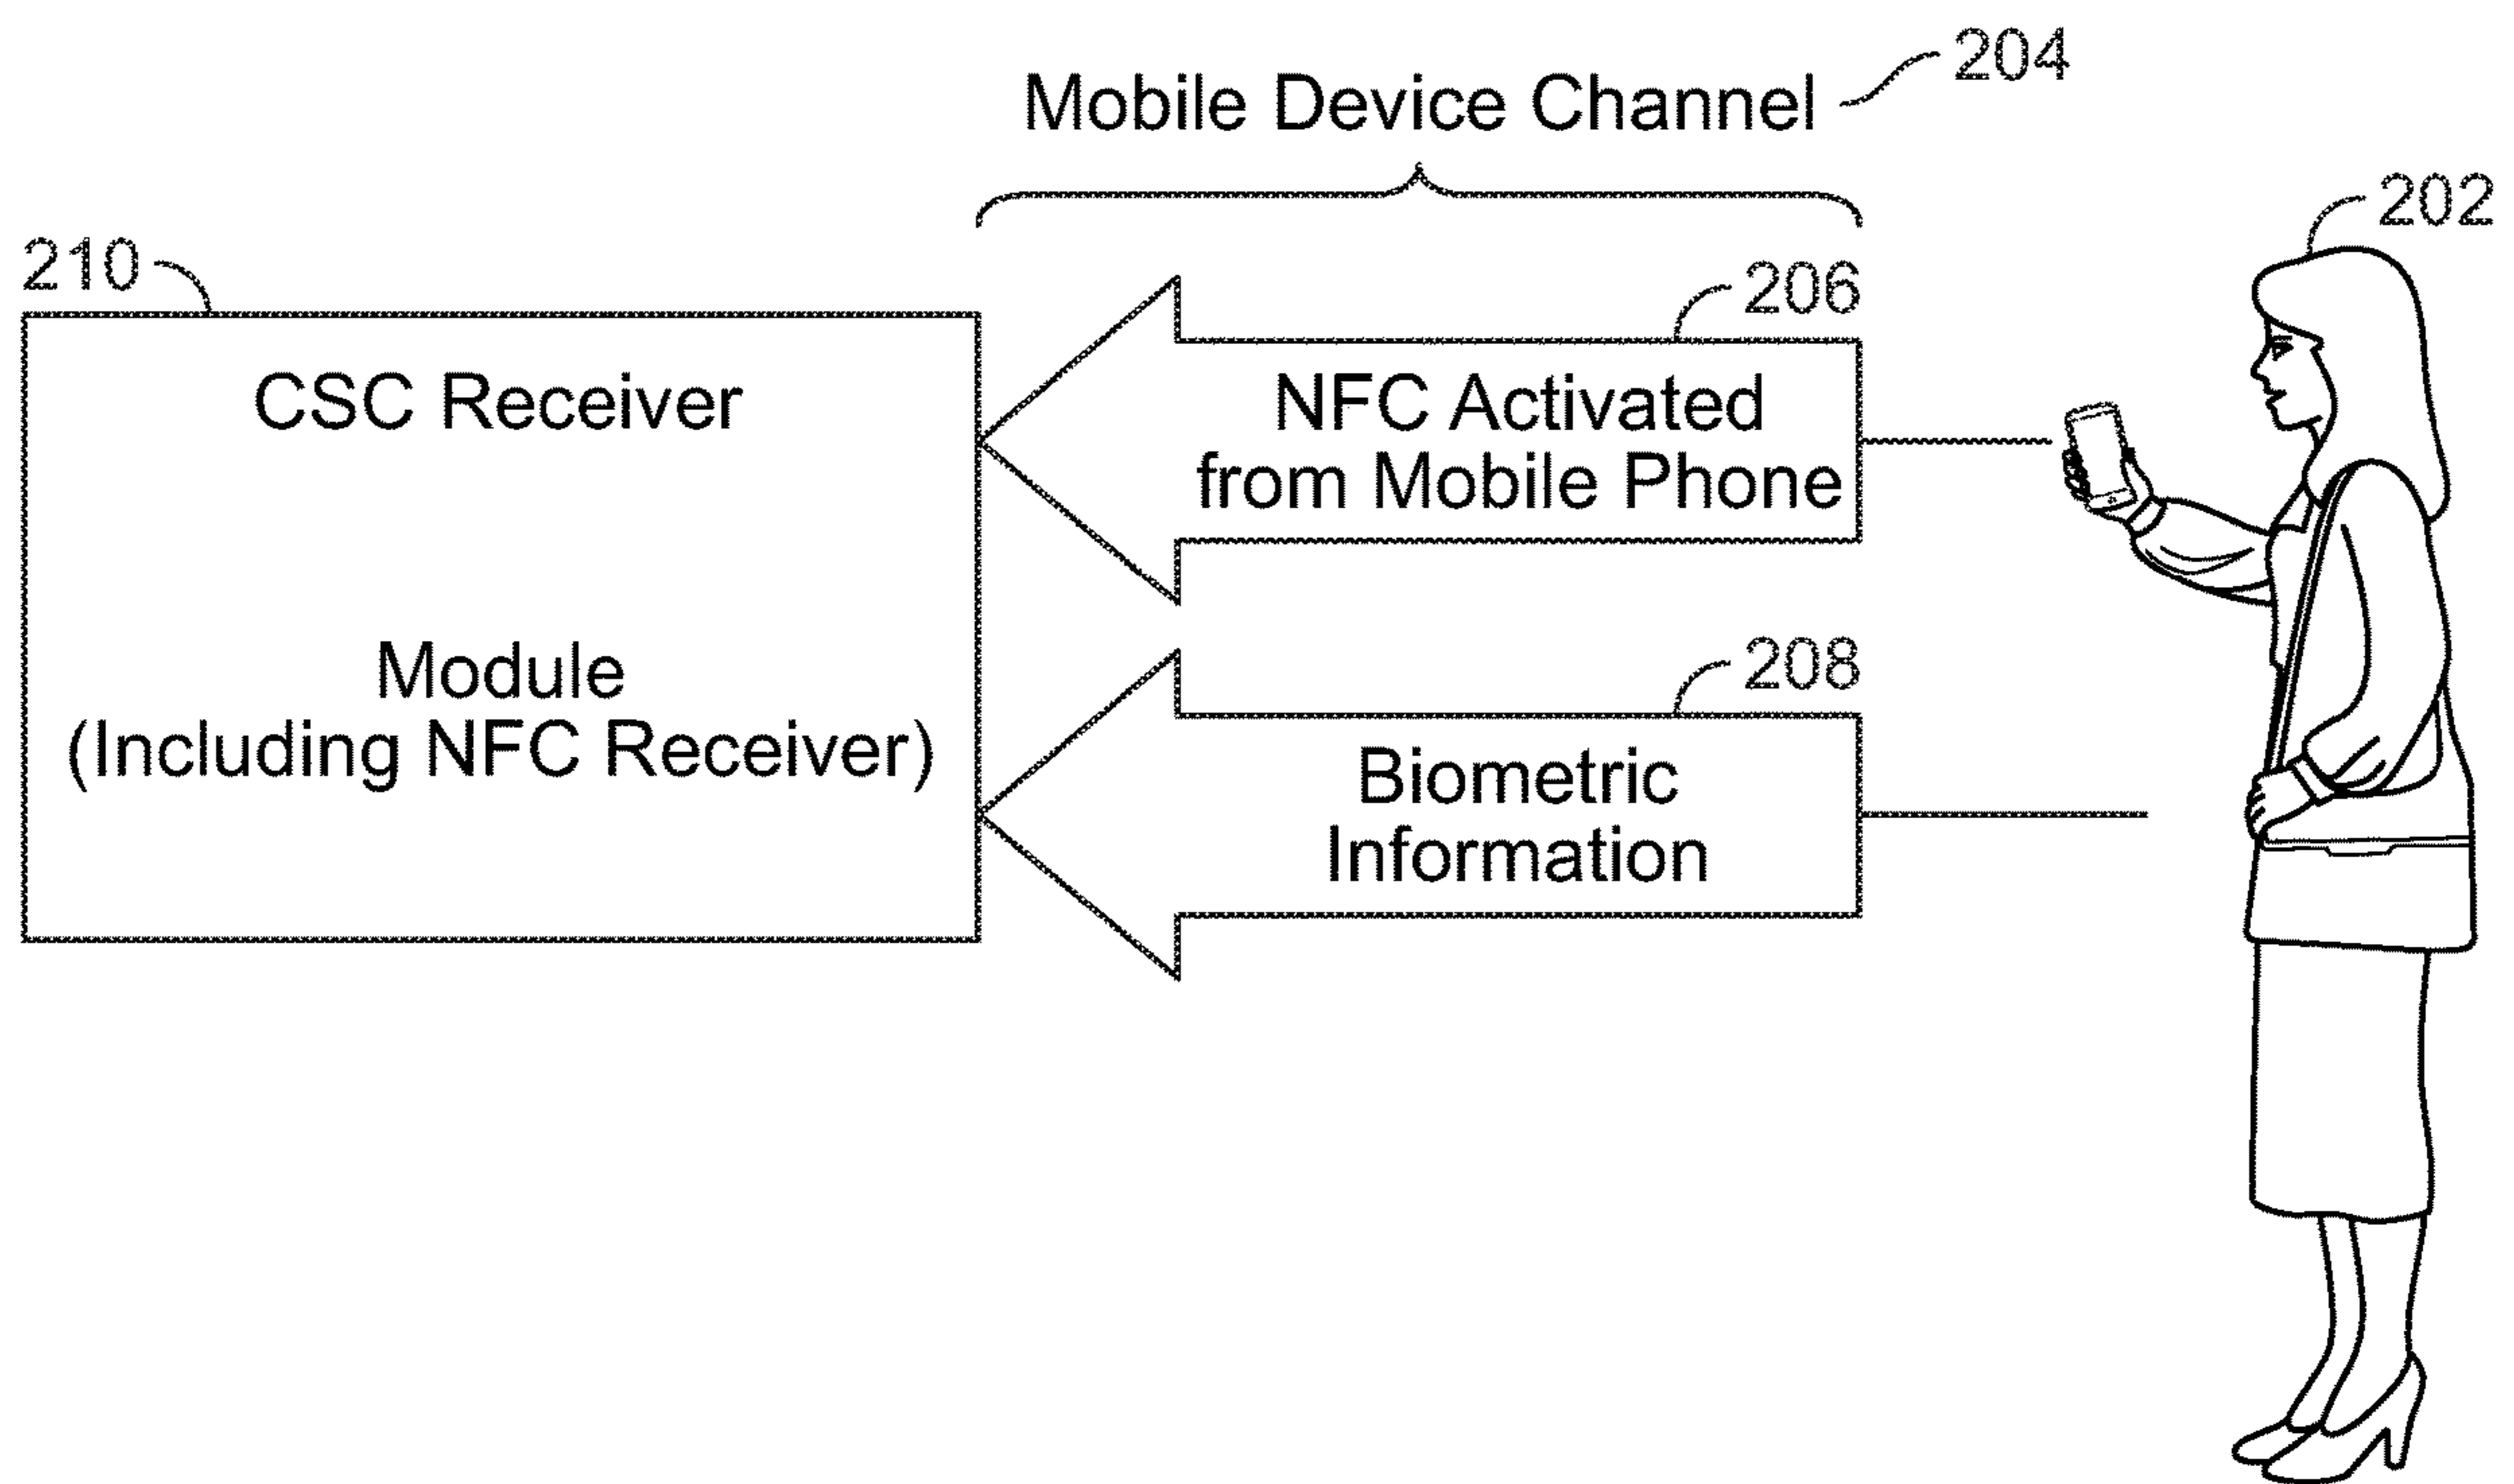 Mobile Device Channel 204
202
210
CSC Receiver
Module
(Including NFC Receiver)
206
NFC Activated
from Mobile Phone
208
Biometric
Information